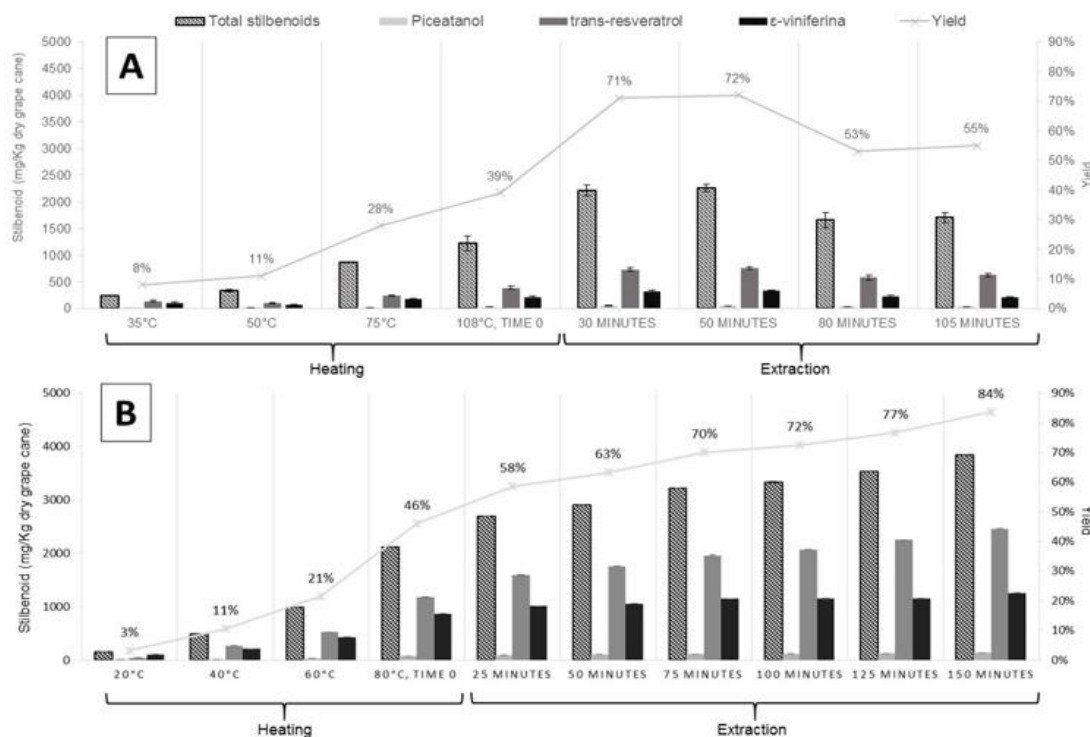 Total stilbenoids Piceatanol trans-resveratrol ε-viniferina Yield
A
Stilbenoid (mg/Kg dry grape cane)
5000
4500
4000
3500
3000
2500
2000
1500
1000
500
0
90%
80%
70%
60%
50%
40%
30%
20%
10%
0%
Yield
8% 11% 28% 39% 71% 72% 53% 55%
35°C 50°C 75°C 108°C, TIME 0 30 MINUTES 50 MINUTES 80 MINUTES 105 MINUTES
Heating Extraction
B
Stilbenoid (mg/Kg dry grape cane)
5000
4000
3000
2000
1000
0
90%
80%
70%
60%
50%
40%
30%
20%
10%
0%
Yield
3% 11% 21% 46% 58% 63% 70% 72% 77% 84%
20°C 40°C 60°C 80°C, TIME 0 25 MINUTES 50 MINUTES 75 MINUTES 100 MINUTES 125 MINUTES 150 MINUTES
Heating Extraction